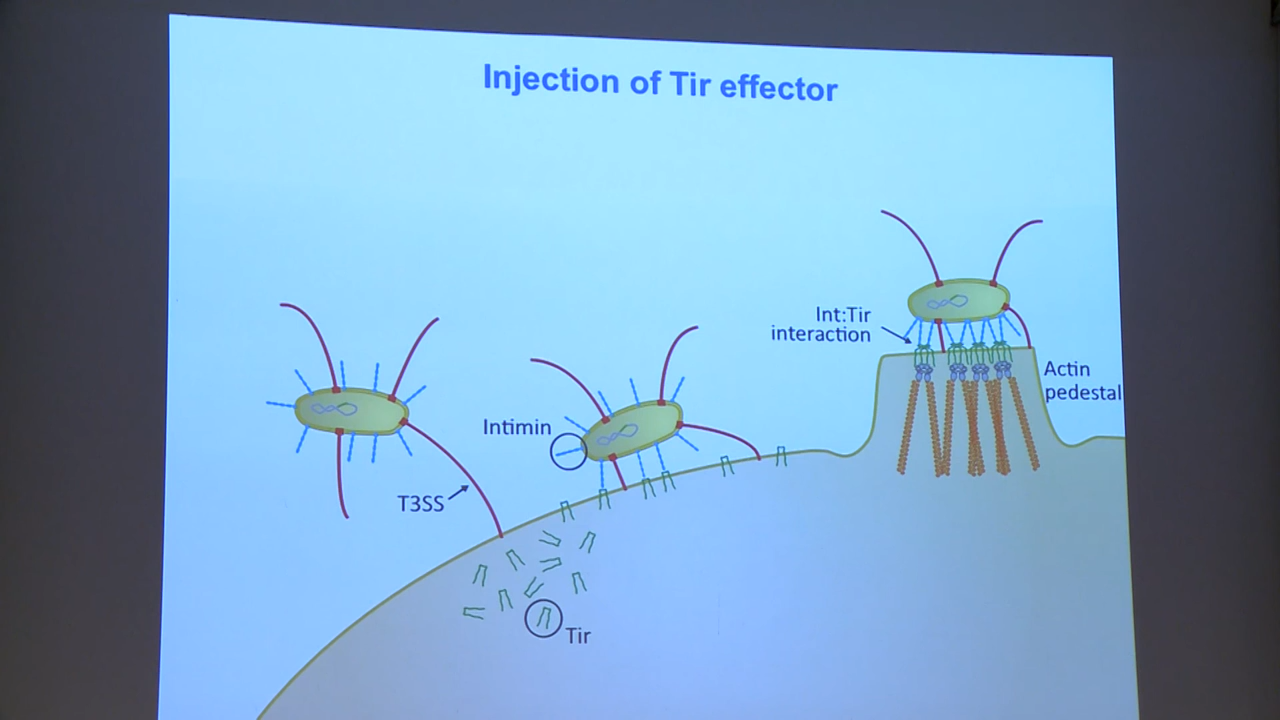 Injection of Tir effector
Int:Tir
interaction
Actin
pedestal
Intimin
T3SS
Tir